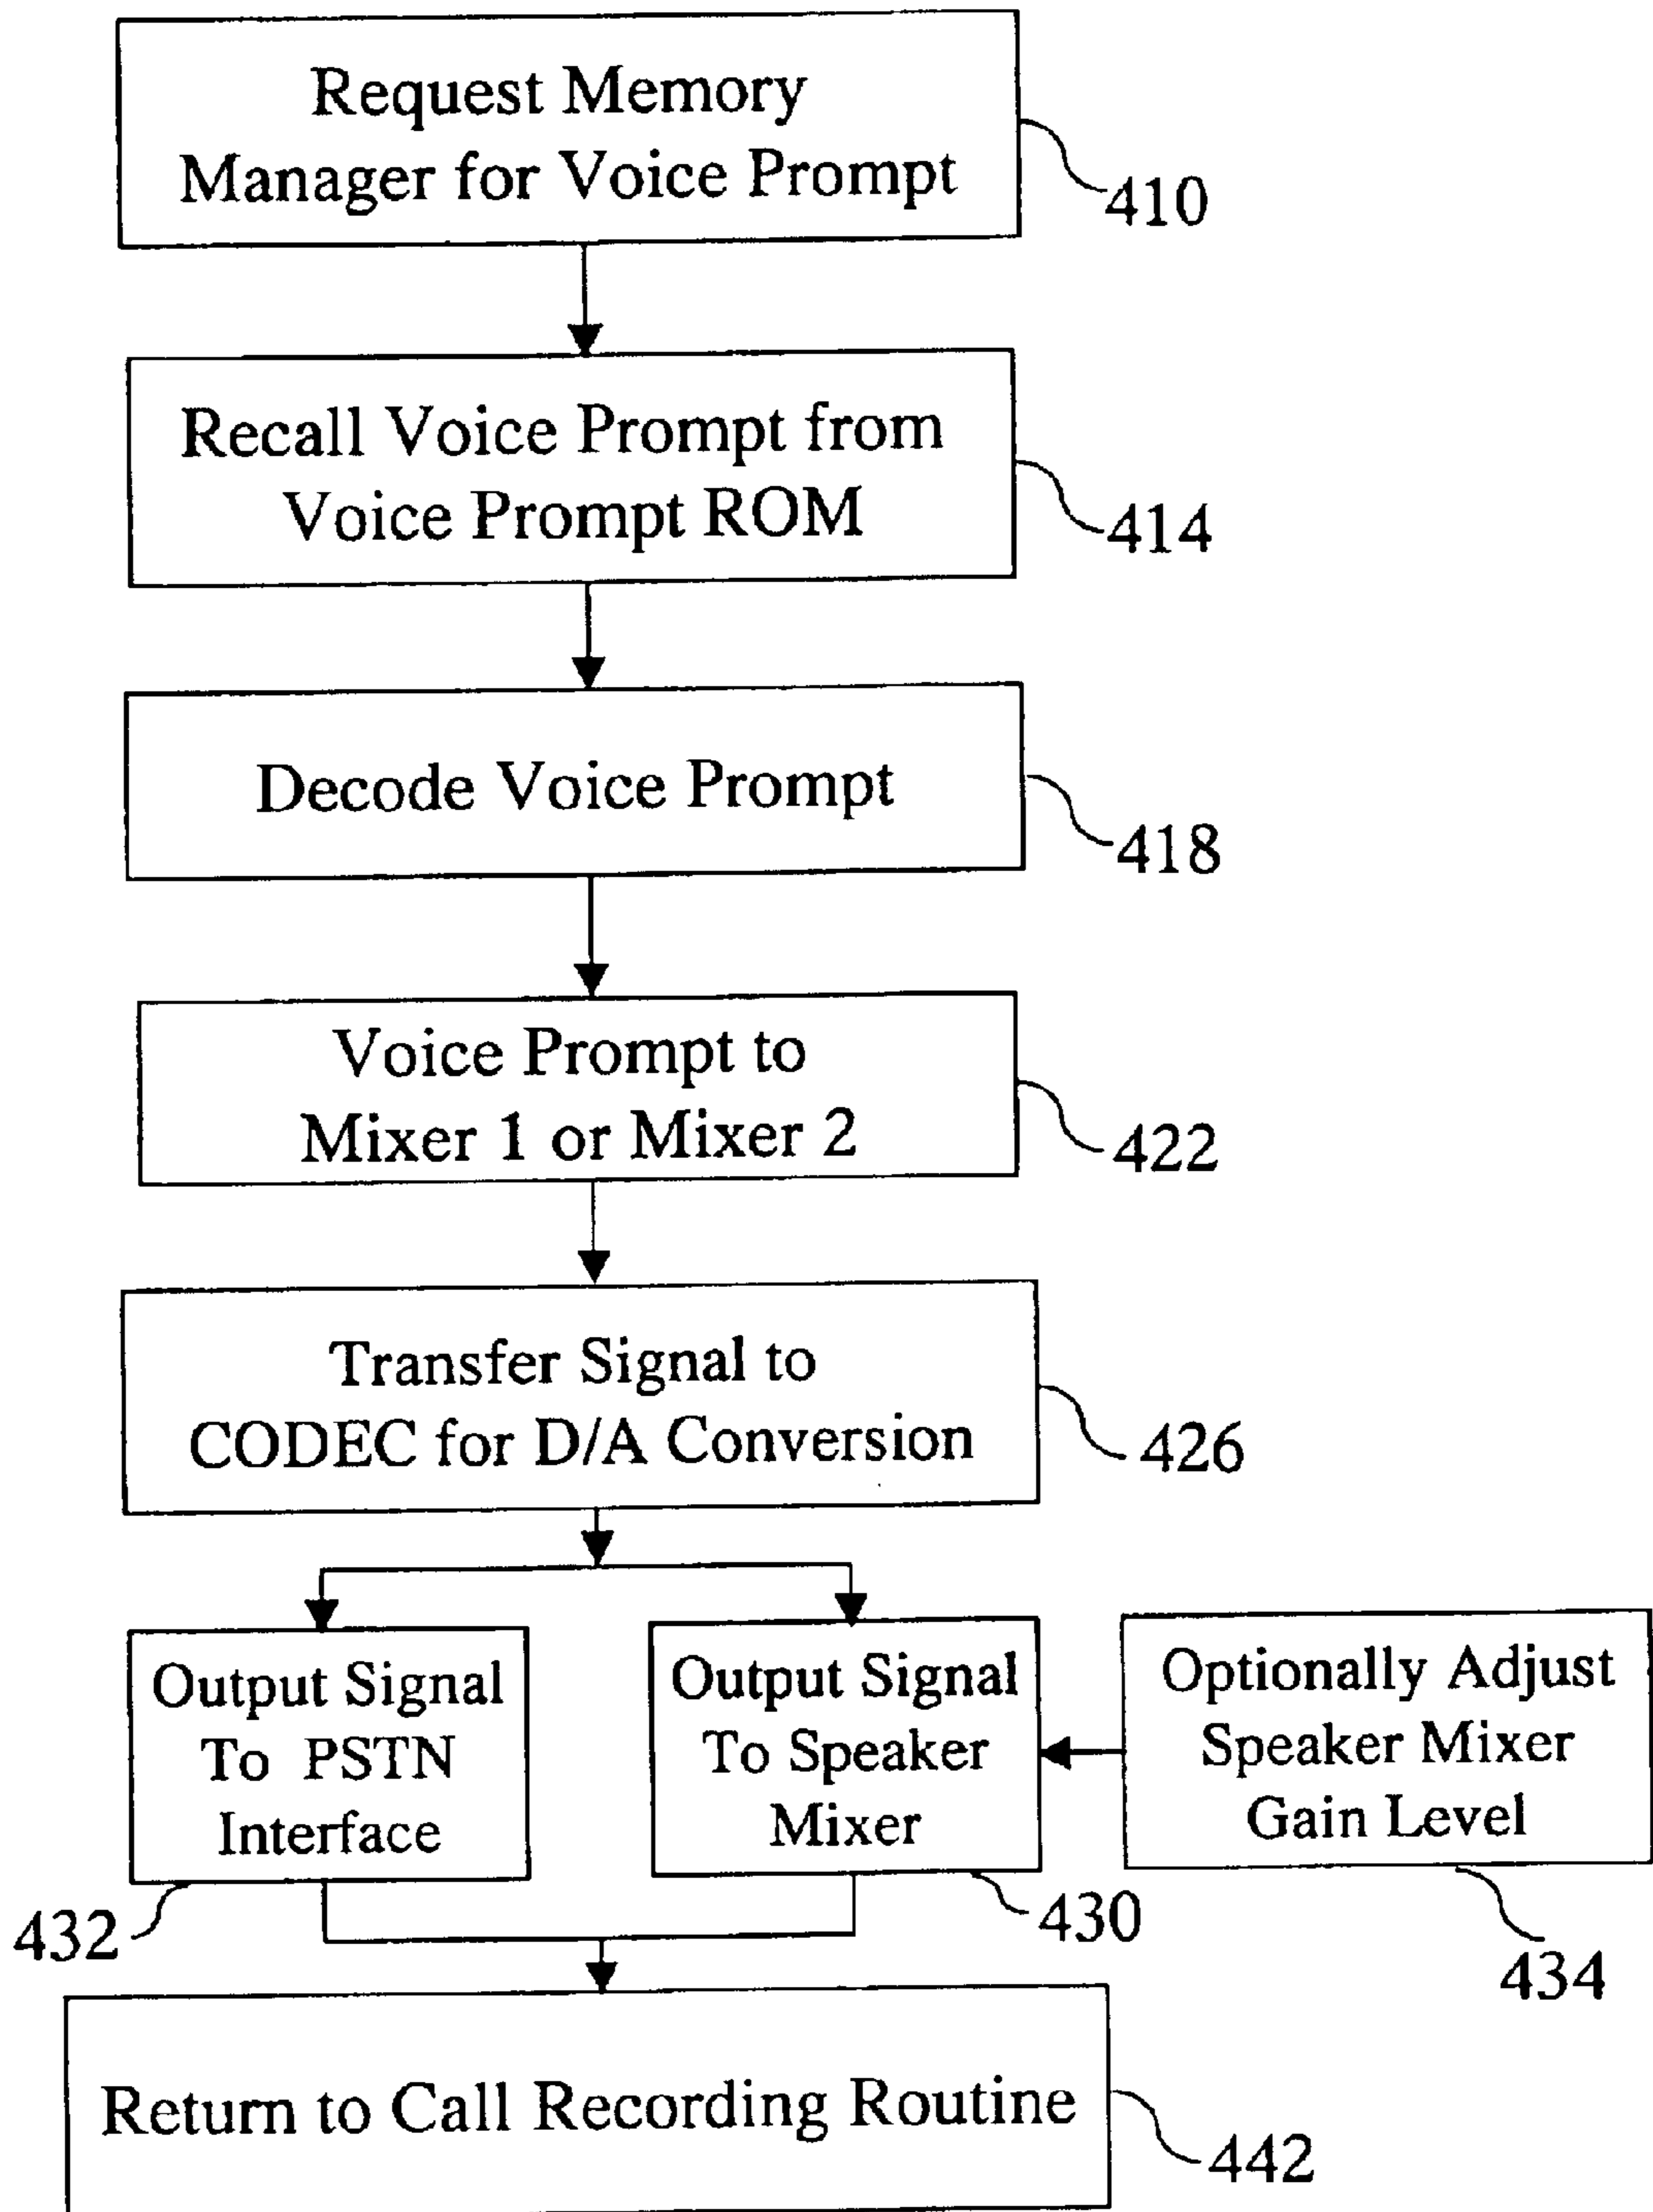 Request Memory
Manager for Voice Prompt
410
Recall Voice Prompt from
Voice Prompt ROM
414
Decode Voice Prompt
418
Voice Prompt to
Mixer 1 or Mixer 2
422
Transfer Signal to
CODEC for D/A Conversion
426
Output Signal
To PSTN
Interface
432
Output Signal
To Speaker
Mixer
430
Optionally Adjust
Speaker Mixer
Gain Level
434
Return to Call Recording Routine
442